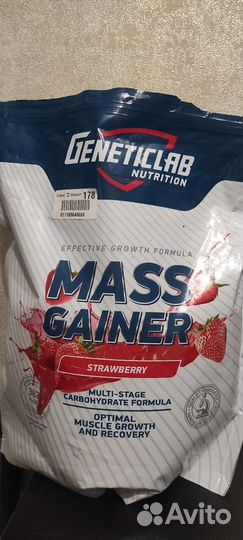 GENETICLAB
NUTRITION
178
EFFECTIVE GROWTH FORMULA
MASS
GAINER
STRAWBERRY
MULTI-STAGE
CARBOHYDRATE FORMULA
OPTIMAL
MUSCLE GROWTH
AND RECOVERY
Avito